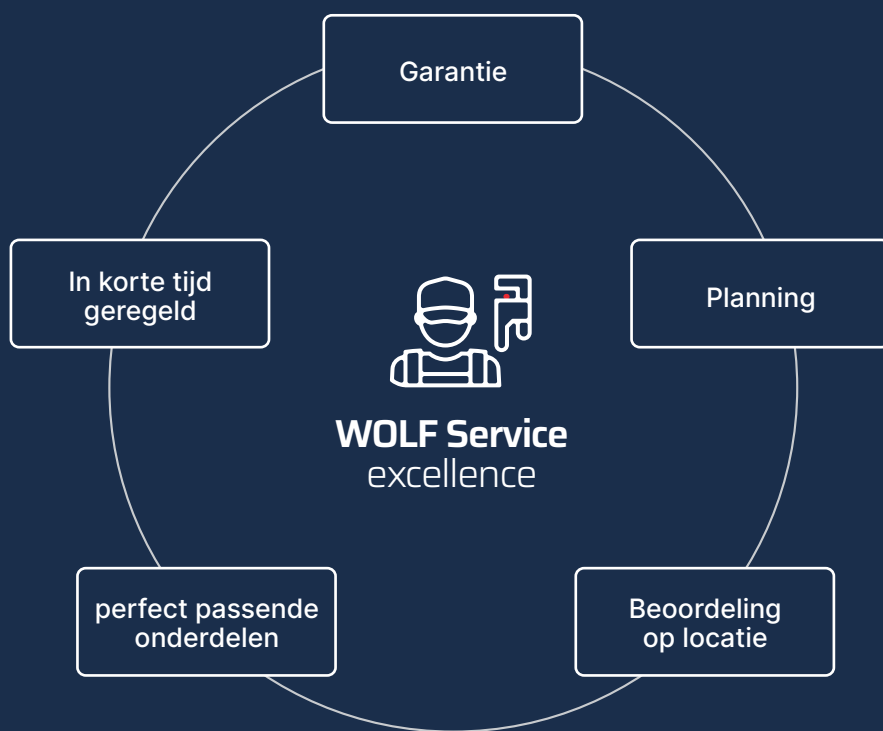 Garantie
In korte tijd
geregeld
Planning
WOLF Service
excellence
perfect passende
onderdelen
Beoordeling
op locatie